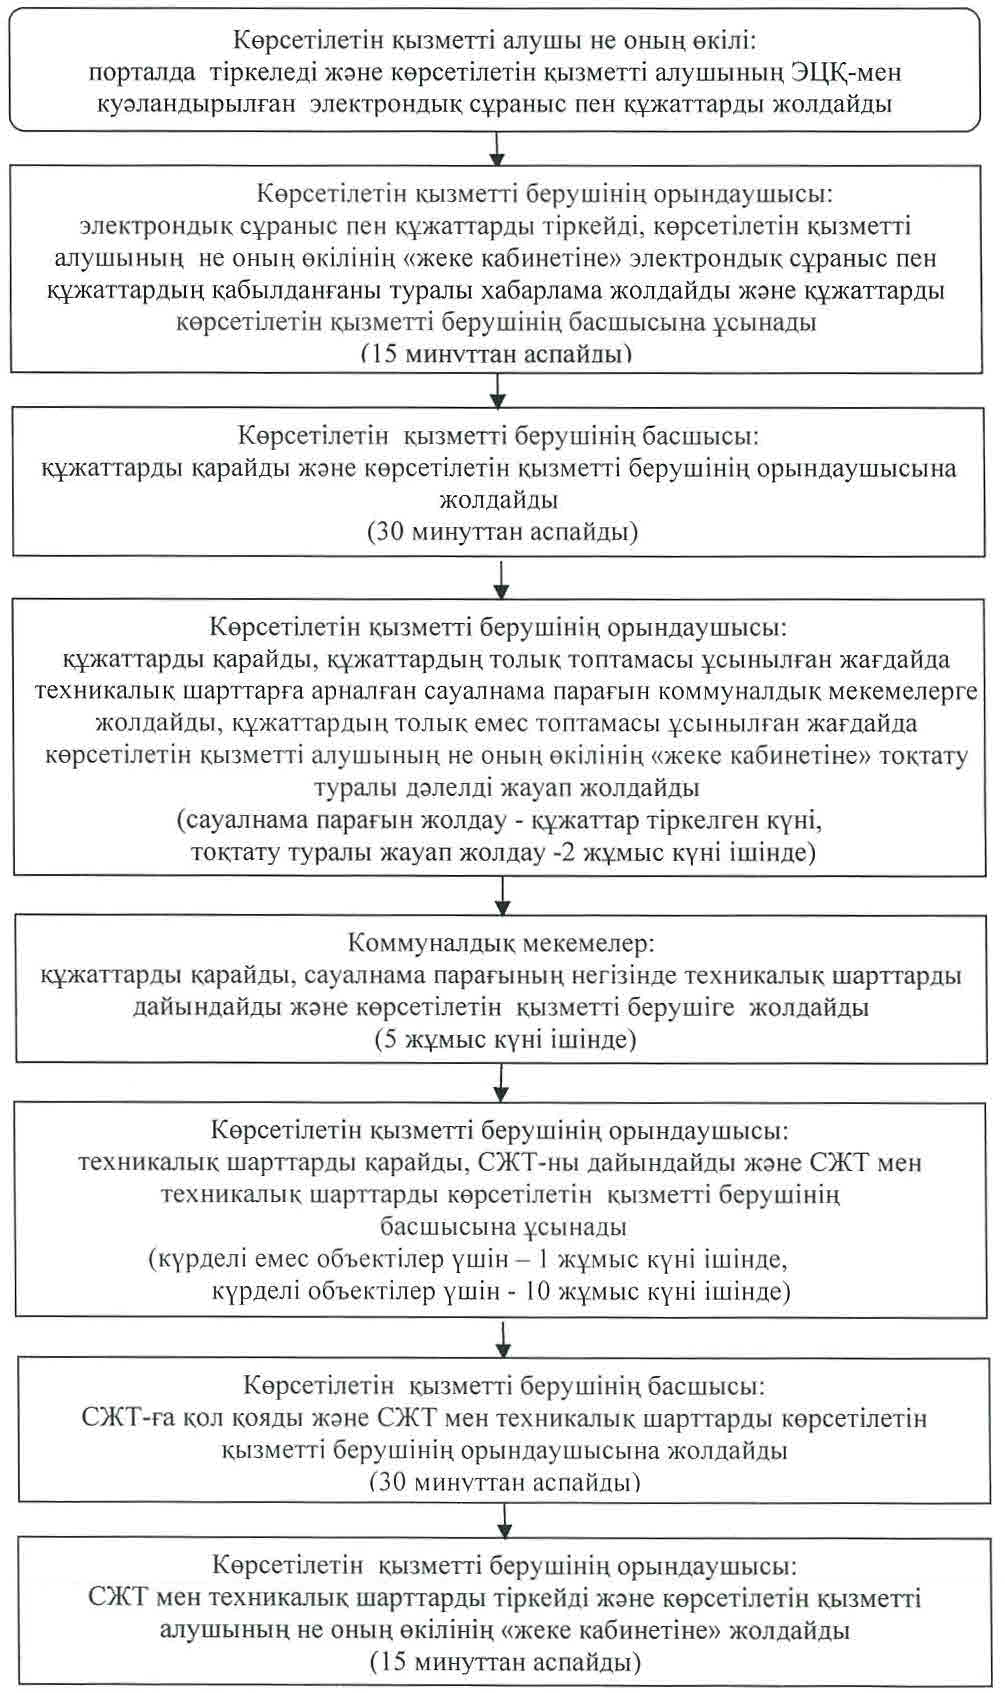 Көрсетілетін қызметті алушы не оның өкілі:
порталда тіркеледі және көрсетілетін қызметті алушының ЭЦҚ-мен
куәландырылған электрондық сұраныс пен құжаттарды жолдайды
Көрсетілетін қызметті берушінің орындаушысы:
электрондық сұраныс пен құжаттарды тіркейді, көрсетілетін қызметті
алушының не оның өкілінің «жеке кабинетіне» электрондық сұраныс пен
құжаттардың қабылданғаны туралы хабарлама жолдайды және құжаттарды
көрсетілетін қызметті берушінің басшысына ұсынады
(15 минуттан аспайды)
Көрсетілетін қызметті берушінің басшысы:
құжаттарды қарайды және көрсетілетін қызметті берушінің орындаушысына
жолдайды
(30 минуттан аспайды)
Көрсетілетін қызметті берушінің орындаушысы:
құжаттарды қарайды, құжаттардың толық топтамасы ұсынылған жағдайда
техникалық шарттарға арналған сауалнама парағын коммуналдық мекемелерге
жолдайды, құжаттардың толық емес топтамасы ұсынылған жағдайда
көрсетілетін қызметті алушының не оның өкілінің «жеке кабинетіне» тоқтату
туралы дәлелді жауап жолдайды
(сауалнама парағын жолдау - құжаттар тіркелген күні,
тоқтату туралы жауап жолдау -2 жұмыс күні ішінде)
Коммуналдық мекемелер:
құжаттарды қарайды, сауалнама парағының негізінде техникалық шарттарды
дайындайды және көрсетілетін қызметті берушіге жолдайды
(5 жұмыс күні ішінде)
Көрсетілетін қызметті берушінің орындаушысы:
техникалық шарттарды қарайды, СЖТ-ны дайындайды және СЖТ мен
техникалық шарттарды көрсетілетін қызметті берушінің
басшысына ұсынады
(күрделі емес объектілер үшін – 1 жұмыс күні ішінде,
күрделі объектілер үшін - 10 жұмыс күні ішінде)
Көрсетілетін қызметті берушінің басшысы:
СЖТ-ға қол қояды және СЖТ мен техникалық шарттарды көрсетілетін
қызметті берушінің орындаушысына жолдайды
(30 минуттан аспайды)
Көрсетілетін қызметті берушінің орындаушысы:
СЖТ мен техникалық шарттарды тіркейді және көрсетілетін қызметті
алушының не оның өкілінің «жеке кабинетіне» жолдайды
(15 минуттан аспайды)